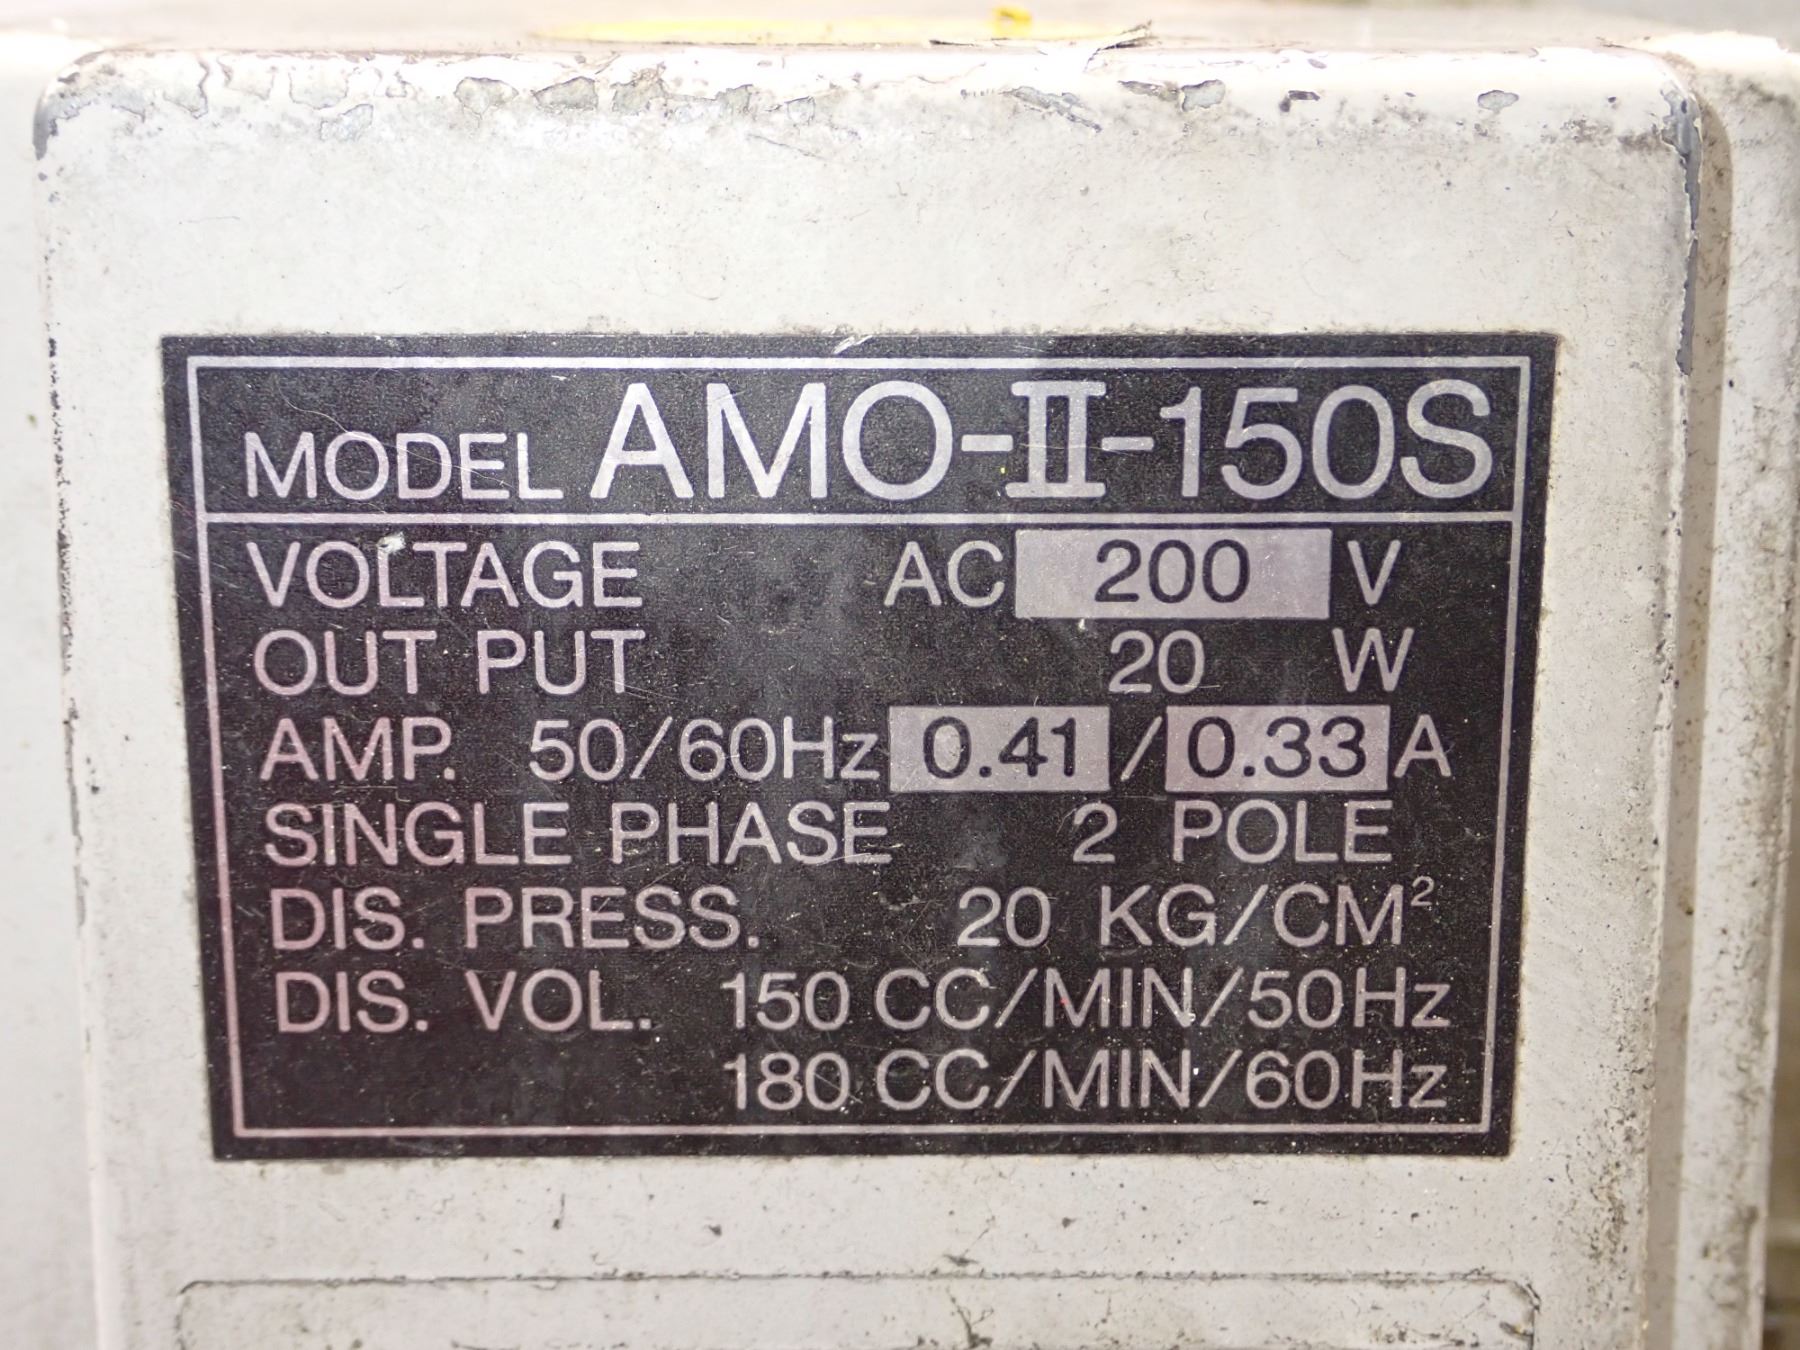 MODEL AMO-II-150S
VOLTAGE AC 200 V
OUT PUT 20 W
AMP. 50/60Hz 0.41 / 0.33 A
SINGLE PHASE 2 POLE
DIS. PRESS. 20 KG/CM²
DIS. VOL. 150 CC/MIN/50Hz
180 CC/MIN/60Hz